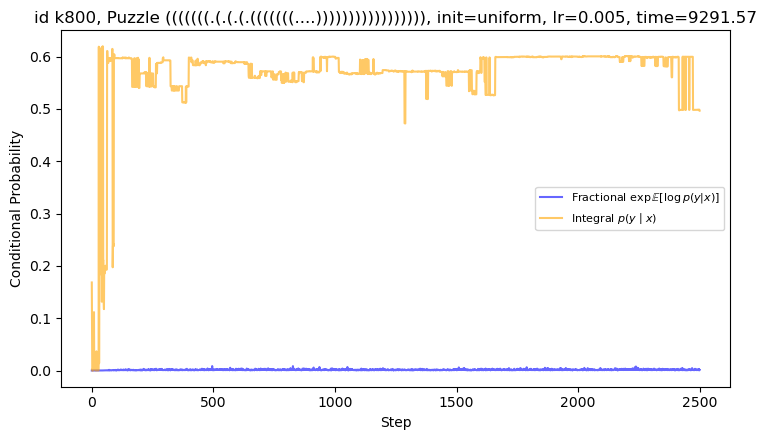 id k800, Puzzle (((((((.(.(.(.(((((((....))))))))))))))))), init=uniform, lr=0.005, time=9291.57
0.6
0.5
0.4
0.3
0.2
0.1
0.0
Conditional Probability
Fractional exp𝔼[log p(y|x)]
Integral p(y | x)
0
500
1000
1500
2000
2500
Step